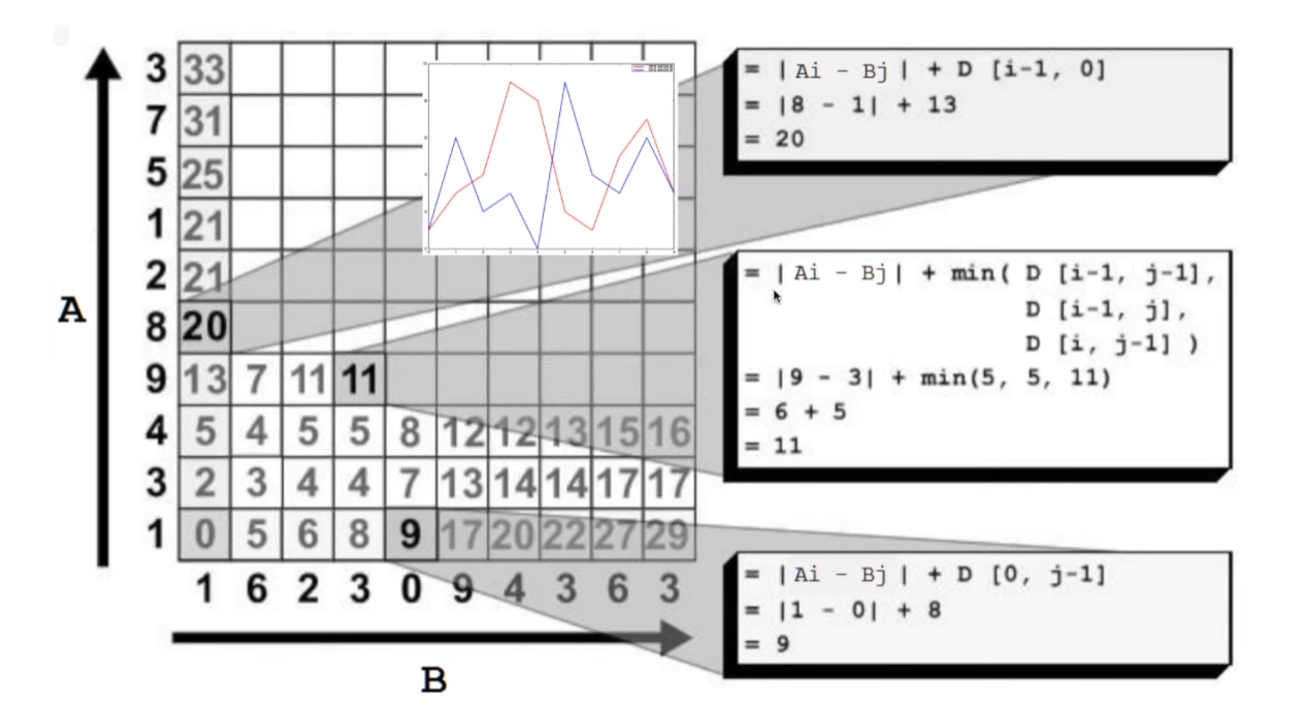 3 33
7 31
5 25
1 21
2 21
8 20
9 13 7 11 11
4 5 4 5 5 8 12 12 13 15 16
3 2 3 4 4 7 13 14 14 17 17
1 0 5 6 8 9 17 20 22 27 29
1 6 2 3 0 9 4 3 6 3
A
B
= | Ai - Bj | + D [i-1, 0]
= |8 - 1| + 13
= 20
= | Ai - Bj | + min( D [i-1, j-1],
D [i-1, j],
D [i, j-1] )
= |9 - 3| + min(5, 5, 11)
= 6 + 5
= 11
= | Ai - Bj | + D [0, j-1]
= |1 - 0| + 8
= 9